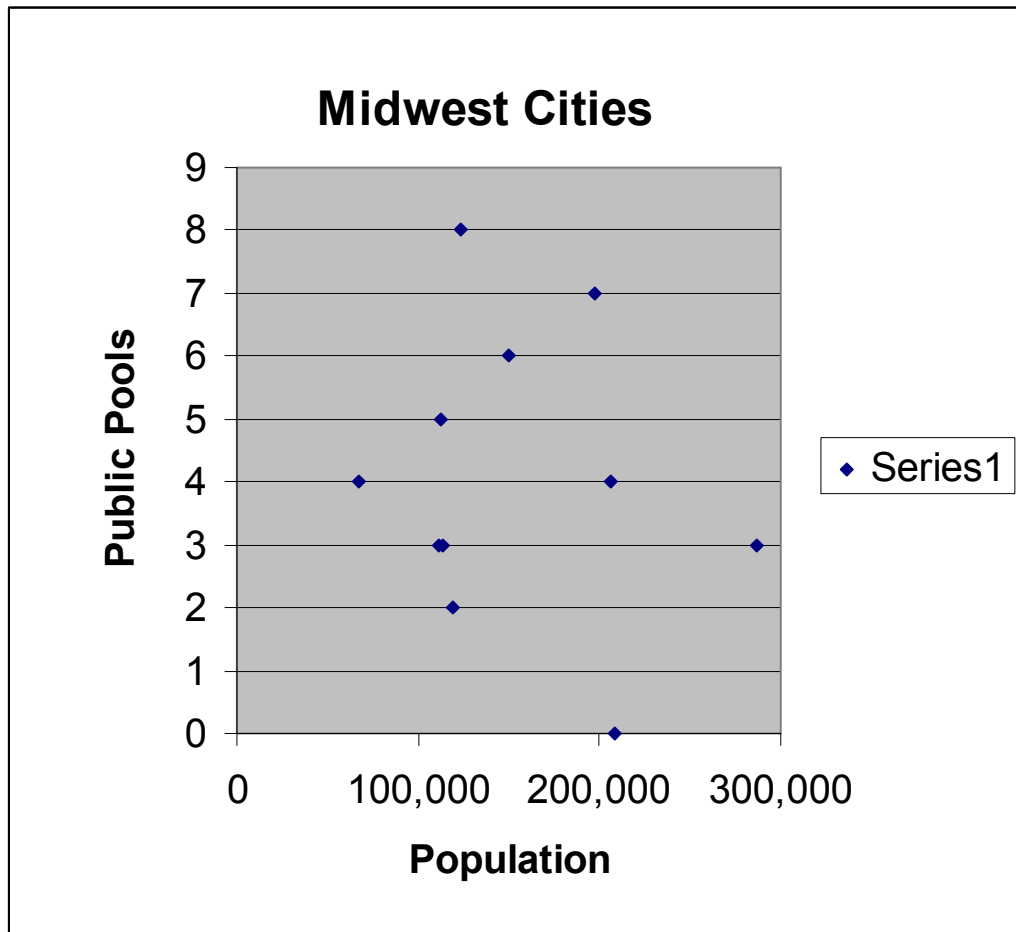 Midwest Cities
9
8
7
6
5
4
3
2
1
0
Public Pools
0 100,000 200,000 300,000
Population
Series1